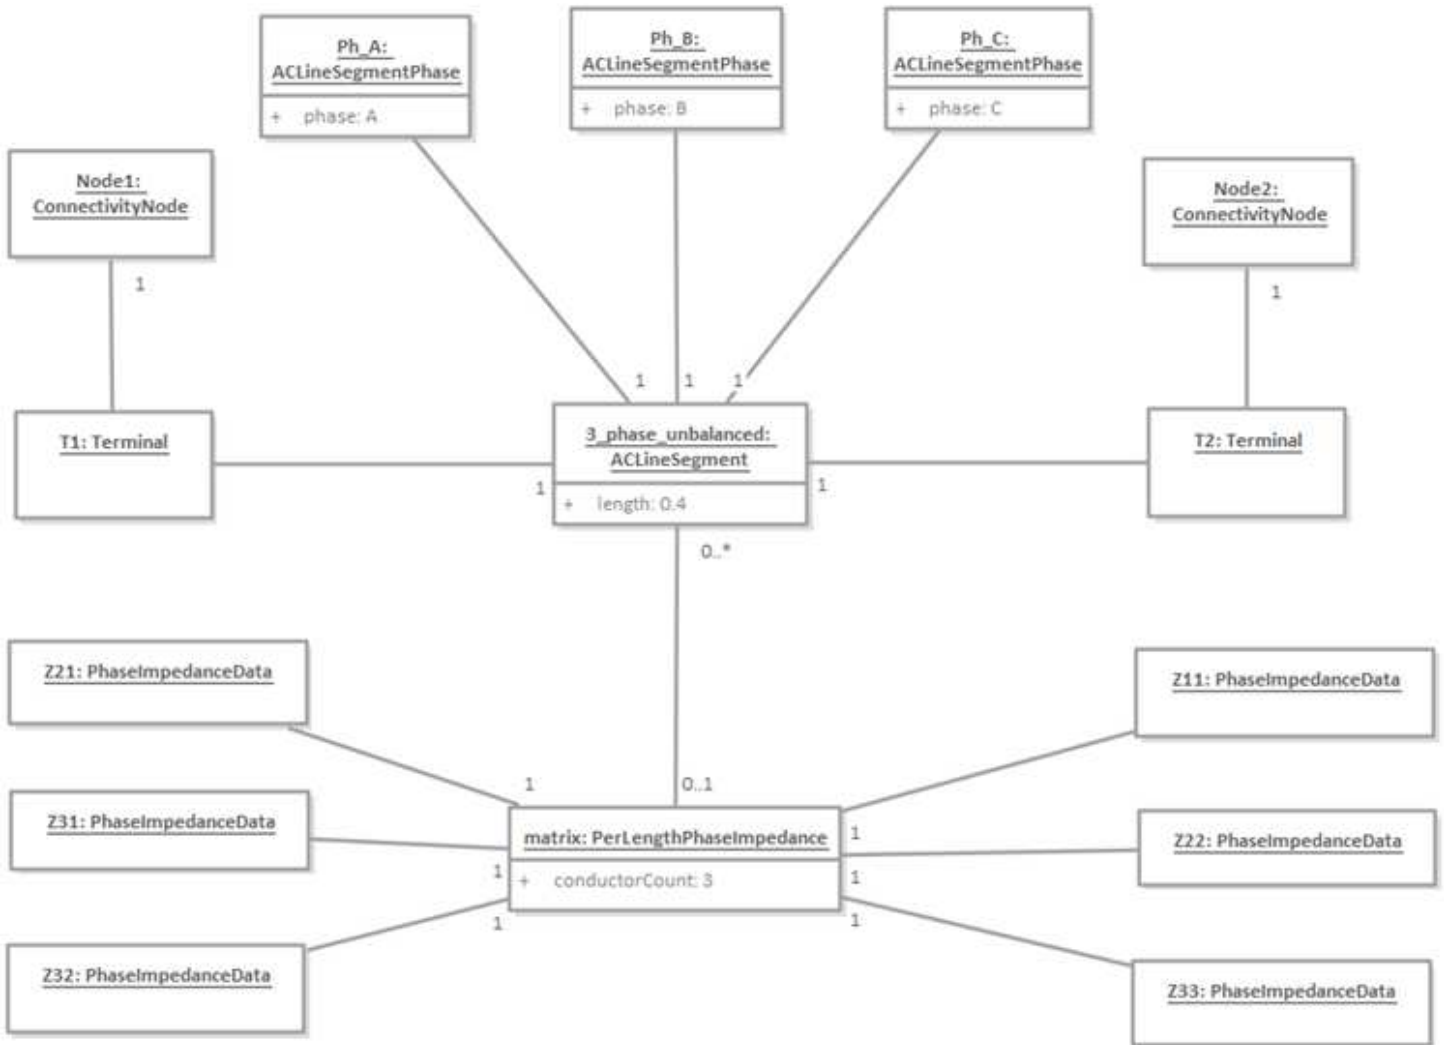 Ph_A:
ACLineSegmentPhase
+ phase: A
Ph_B:
ACLineSegmentPhase
+ phase: B
Ph_C:
ACLineSegmentPhase
+ phase: C
Node1:
ConnectivityNode
1
Node2:
ConnectivityNode
1
1
1
1
T1: Terminal
3_phase_unbalanced:
ACLineSegment
+ length: 0.4
T2: Terminal
1
1
0..*
Z21: PhaseImpedanceData
Z11: PhaseImpedanceData
1
0..1
Z31: PhaseImpedanceData
matrix: PerLengthPhaseImpedance
+ conductorCount: 3
1
Z22: PhaseImpedanceData
1
1
1
1
Z32: PhaseImpedanceData
Z33: PhaseImpedanceData